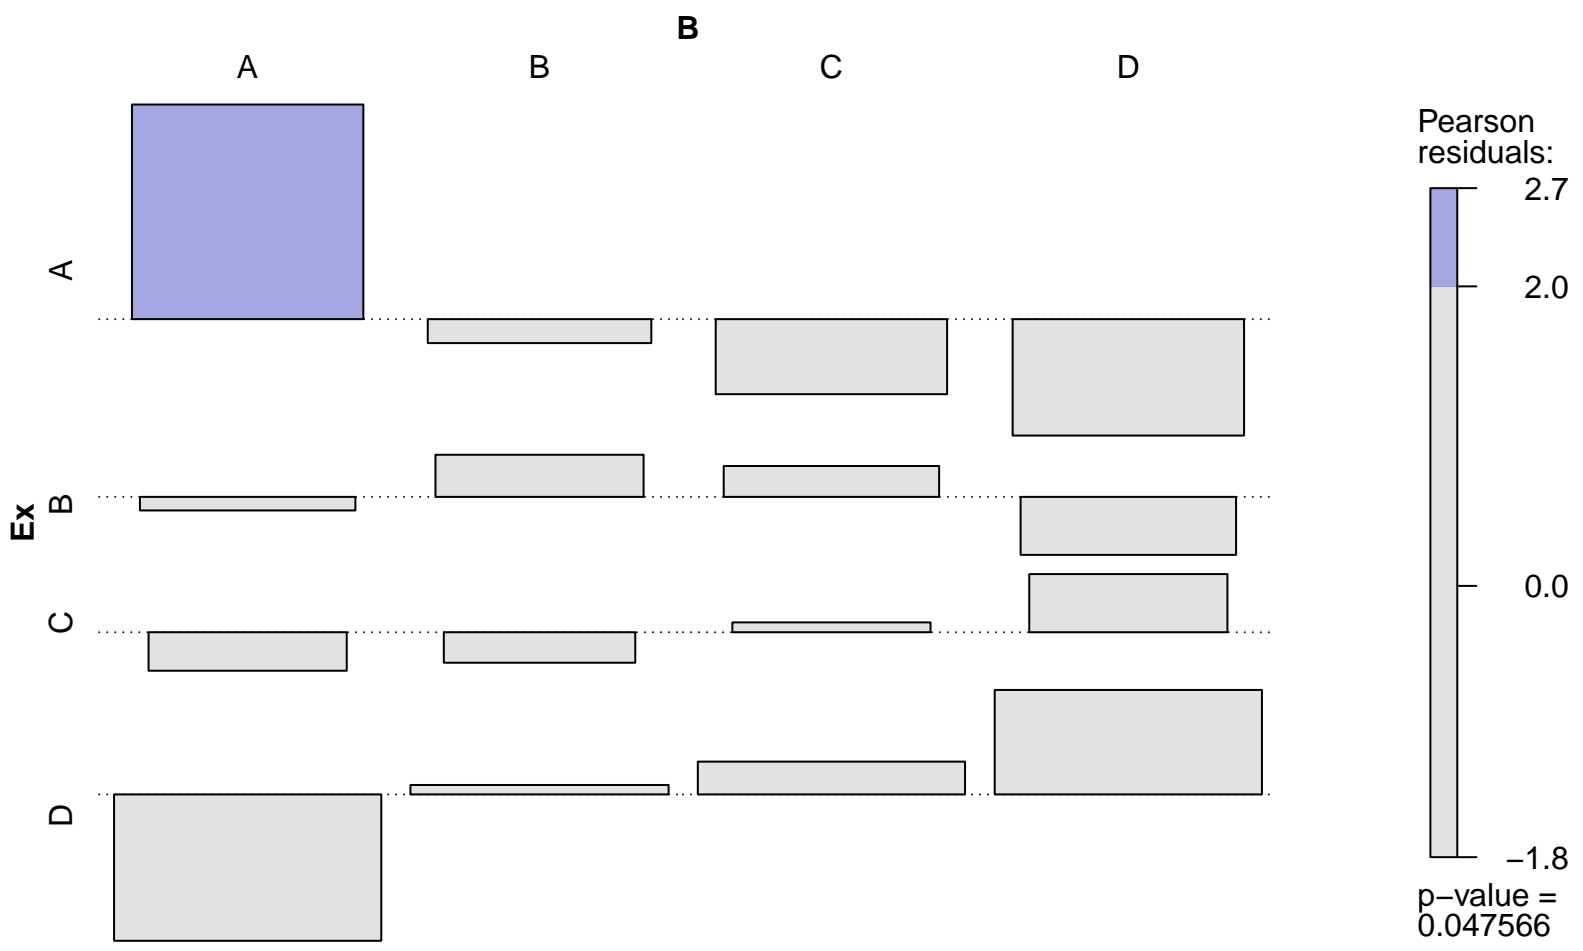 B
A B C D
Ex
A
B
C
D
Pearson
residuals:
2.7
2.0
0.0
−1.8
p−value =
0.047566